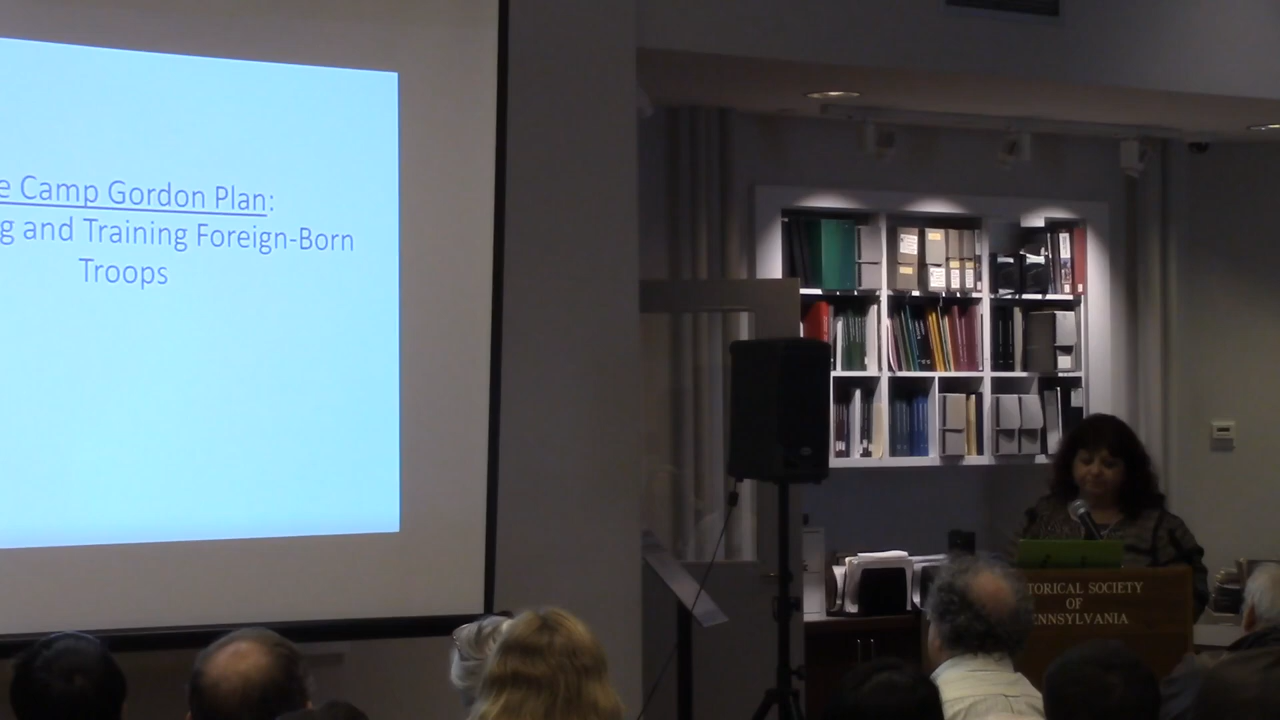 e Camp Gordon Plan:
g and Training Foreign-Born
Troops
TORICAL SOCIETY
OF
ENNSYLVANIA